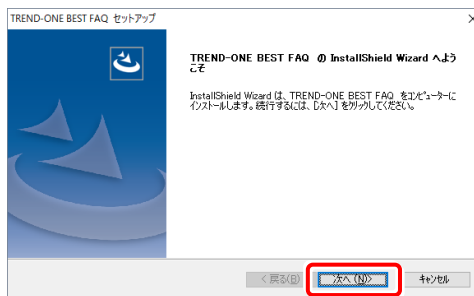 TREND-ONE BEST FAQ セットアップ
TREND-ONE BEST FAQ の InstallShield Wizard へよう
こそ
InstallShield Wizard は、TREND-ONE BEST FAQ をコンピューターに
インストールします。続行するには、[次へ] をクリックしてください。
< 戻る(B)
次へ(N)>
キャンセル